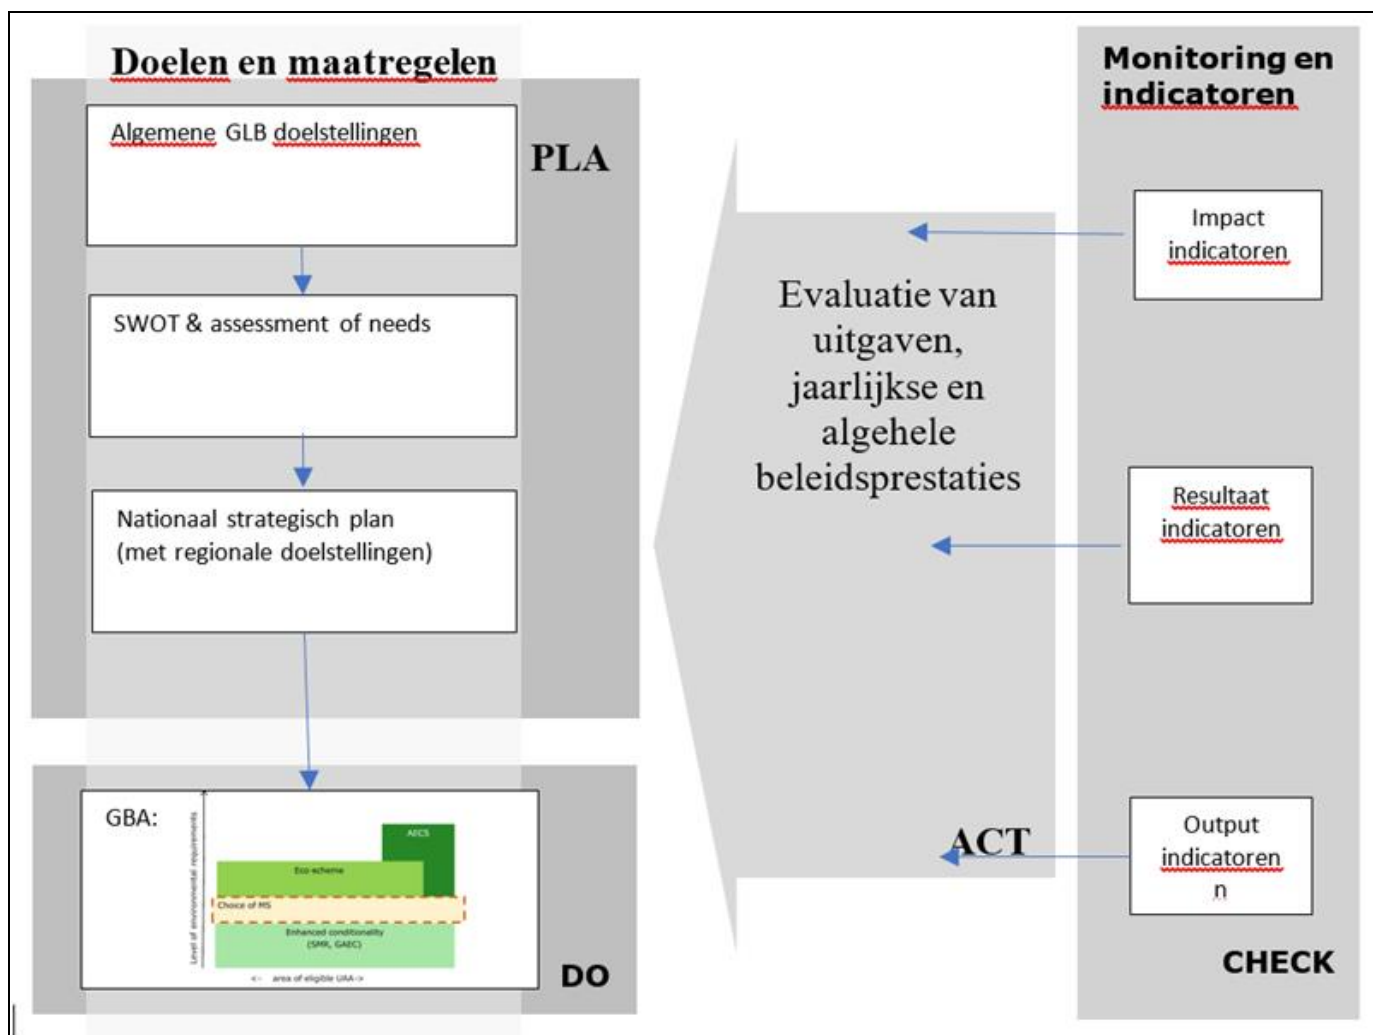 Doelen en maatregelen
Algemene GLB doelstellingen
PLA
SWOT & assessment of needs
Nationaal strategisch plan
(met regionale doelstellingen)
GBA:
Level of environmental requirements
AECS
Eco-scheme
Choice of MS
Enhanced conditionality
(SMR, GAEC)
<- area of eligible UAA->
DO
Evaluatie van
uitgaven,
jaarlijkse en
algehele
beleidsprestaties
ACT
Monitoring en
indicatoren
Impact
indicatoren
Resultaat
indicatoren
Output
indicatoren
n
CHECK